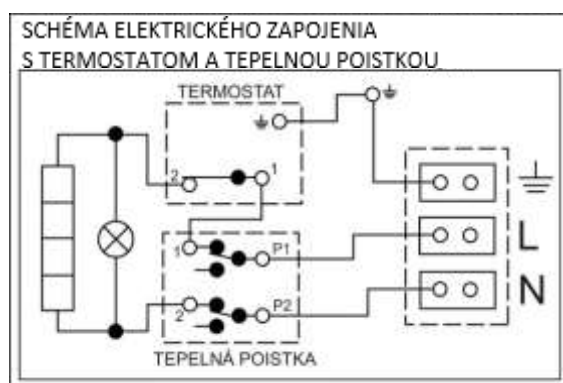 SCHÉMA ELEKTRICKÉHO ZAPOJENIA
S TERMOSTATOM A TEPELNOU POISTKOU
TERMOSTAT
2
1
1
P1
L
2
P2
N
TEPELNÁ POISTKA